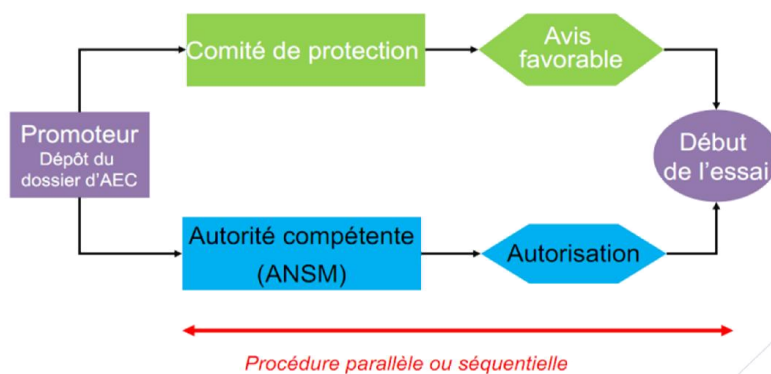 Comité de protection
Avis
favorable
Promoteur
Dépôt du
dossier d'AEC
Début
de l'essai
Autorité compétente
(ANSM)
Autorisation
Procédure parallèle ou séquentielle